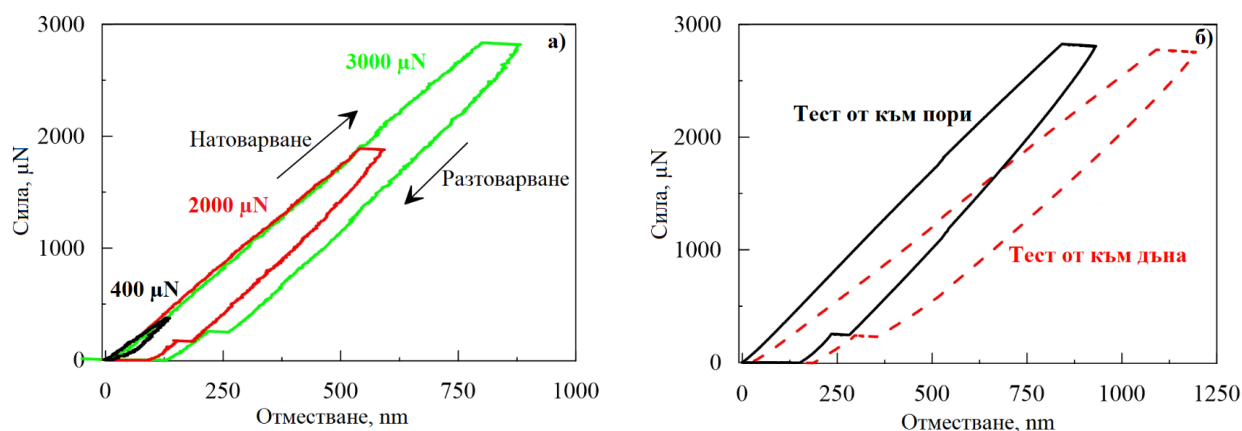 3000
2000
1000
0
Сила, μN
а)
3000 μN
Натоварване
2000 μN
Разтоварване
400 μN
0
250
500
750
1000
Отместване, nm
3000
2000
1000
0
Сила, μN
б)
Тест от към пори
Тест от към дъна
0
250
500
750
1000
1250
Отместване, nm